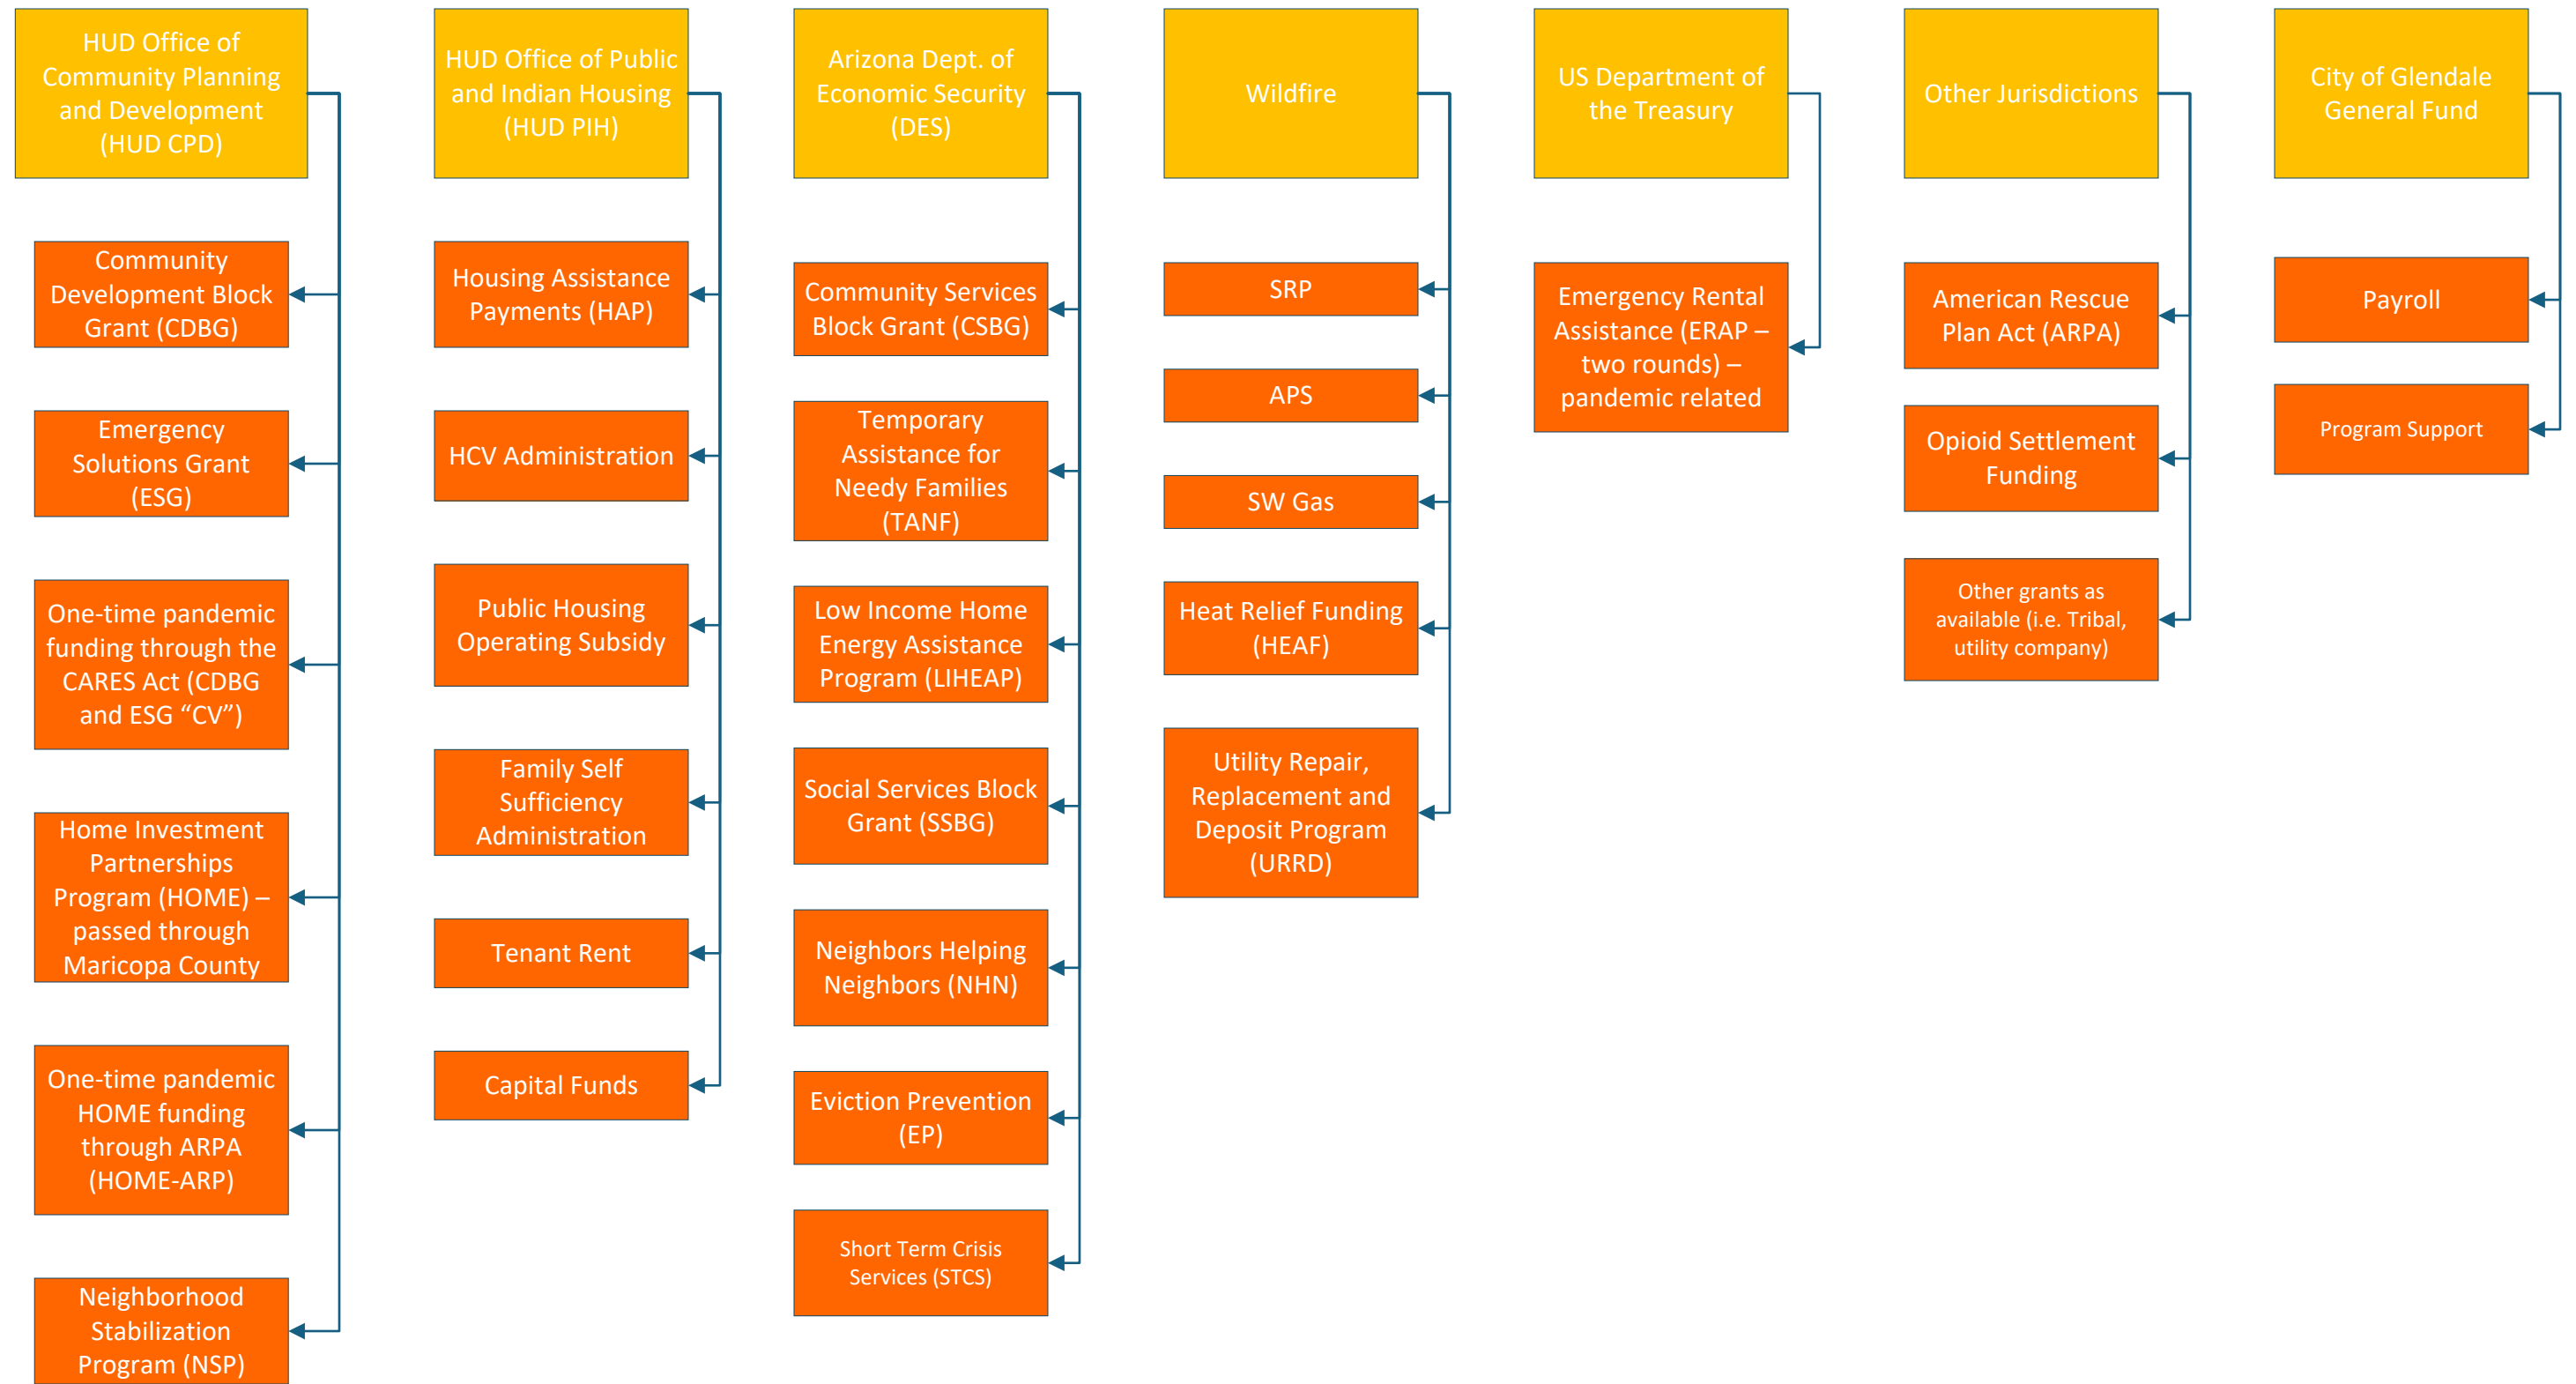 HUD Office of
Community Planning
and Development
(HUD CPD)
Community
Development Block
Grant (CDBG)
Emergency
Solutions Grant
(ESG)
One-time pandemic
funding through the
CARES Act (CDBG
and ESG “CV”)
Home Investment
Partnerships
Program (HOME) –
passed through
Maricopa County
One-time pandemic
HOME funding
through ARPA
(HOME-ARP)
Neighborhood
Stabilization
Program (NSP)
HUD Office of Public
and Indian Housing
(HUD PIH)
Housing Assistance
Payments (HAP)
HCV Administration
Public Housing
Operating Subsidy
Family Self
Sufficiency
Administration
Tenant Rent
Capital Funds
Arizona Dept. of
Economic Security
(DES)
Community Services
Block Grant (CSBG)
Temporary
Assistance for
Needy Families
(TANF)
Low Income Home
Energy Assistance
Program (LIHEAP)
Social Services Block
Grant (SSBG)
Neighbors Helping
Neighbors (NHN)
Eviction Prevention
(EP)
Short Term Crisis
Services (STCS)
Wildfire
SRP
APS
SW Gas
Heat Relief Funding
(HEAF)
Utility Repair,
Replacement and
Deposit Program
(URRD)
US Department of
the Treasury
Emergency Rental
Assistance (ERAP –
two rounds) –
pandemic related
Other Jurisdictions
American Rescue
Plan Act (ARPA)
Opioid Settlement
Funding
Other grants as
available (i.e. Tribal,
utility company)
City of Glendale
General Fund
Payroll
Program Support